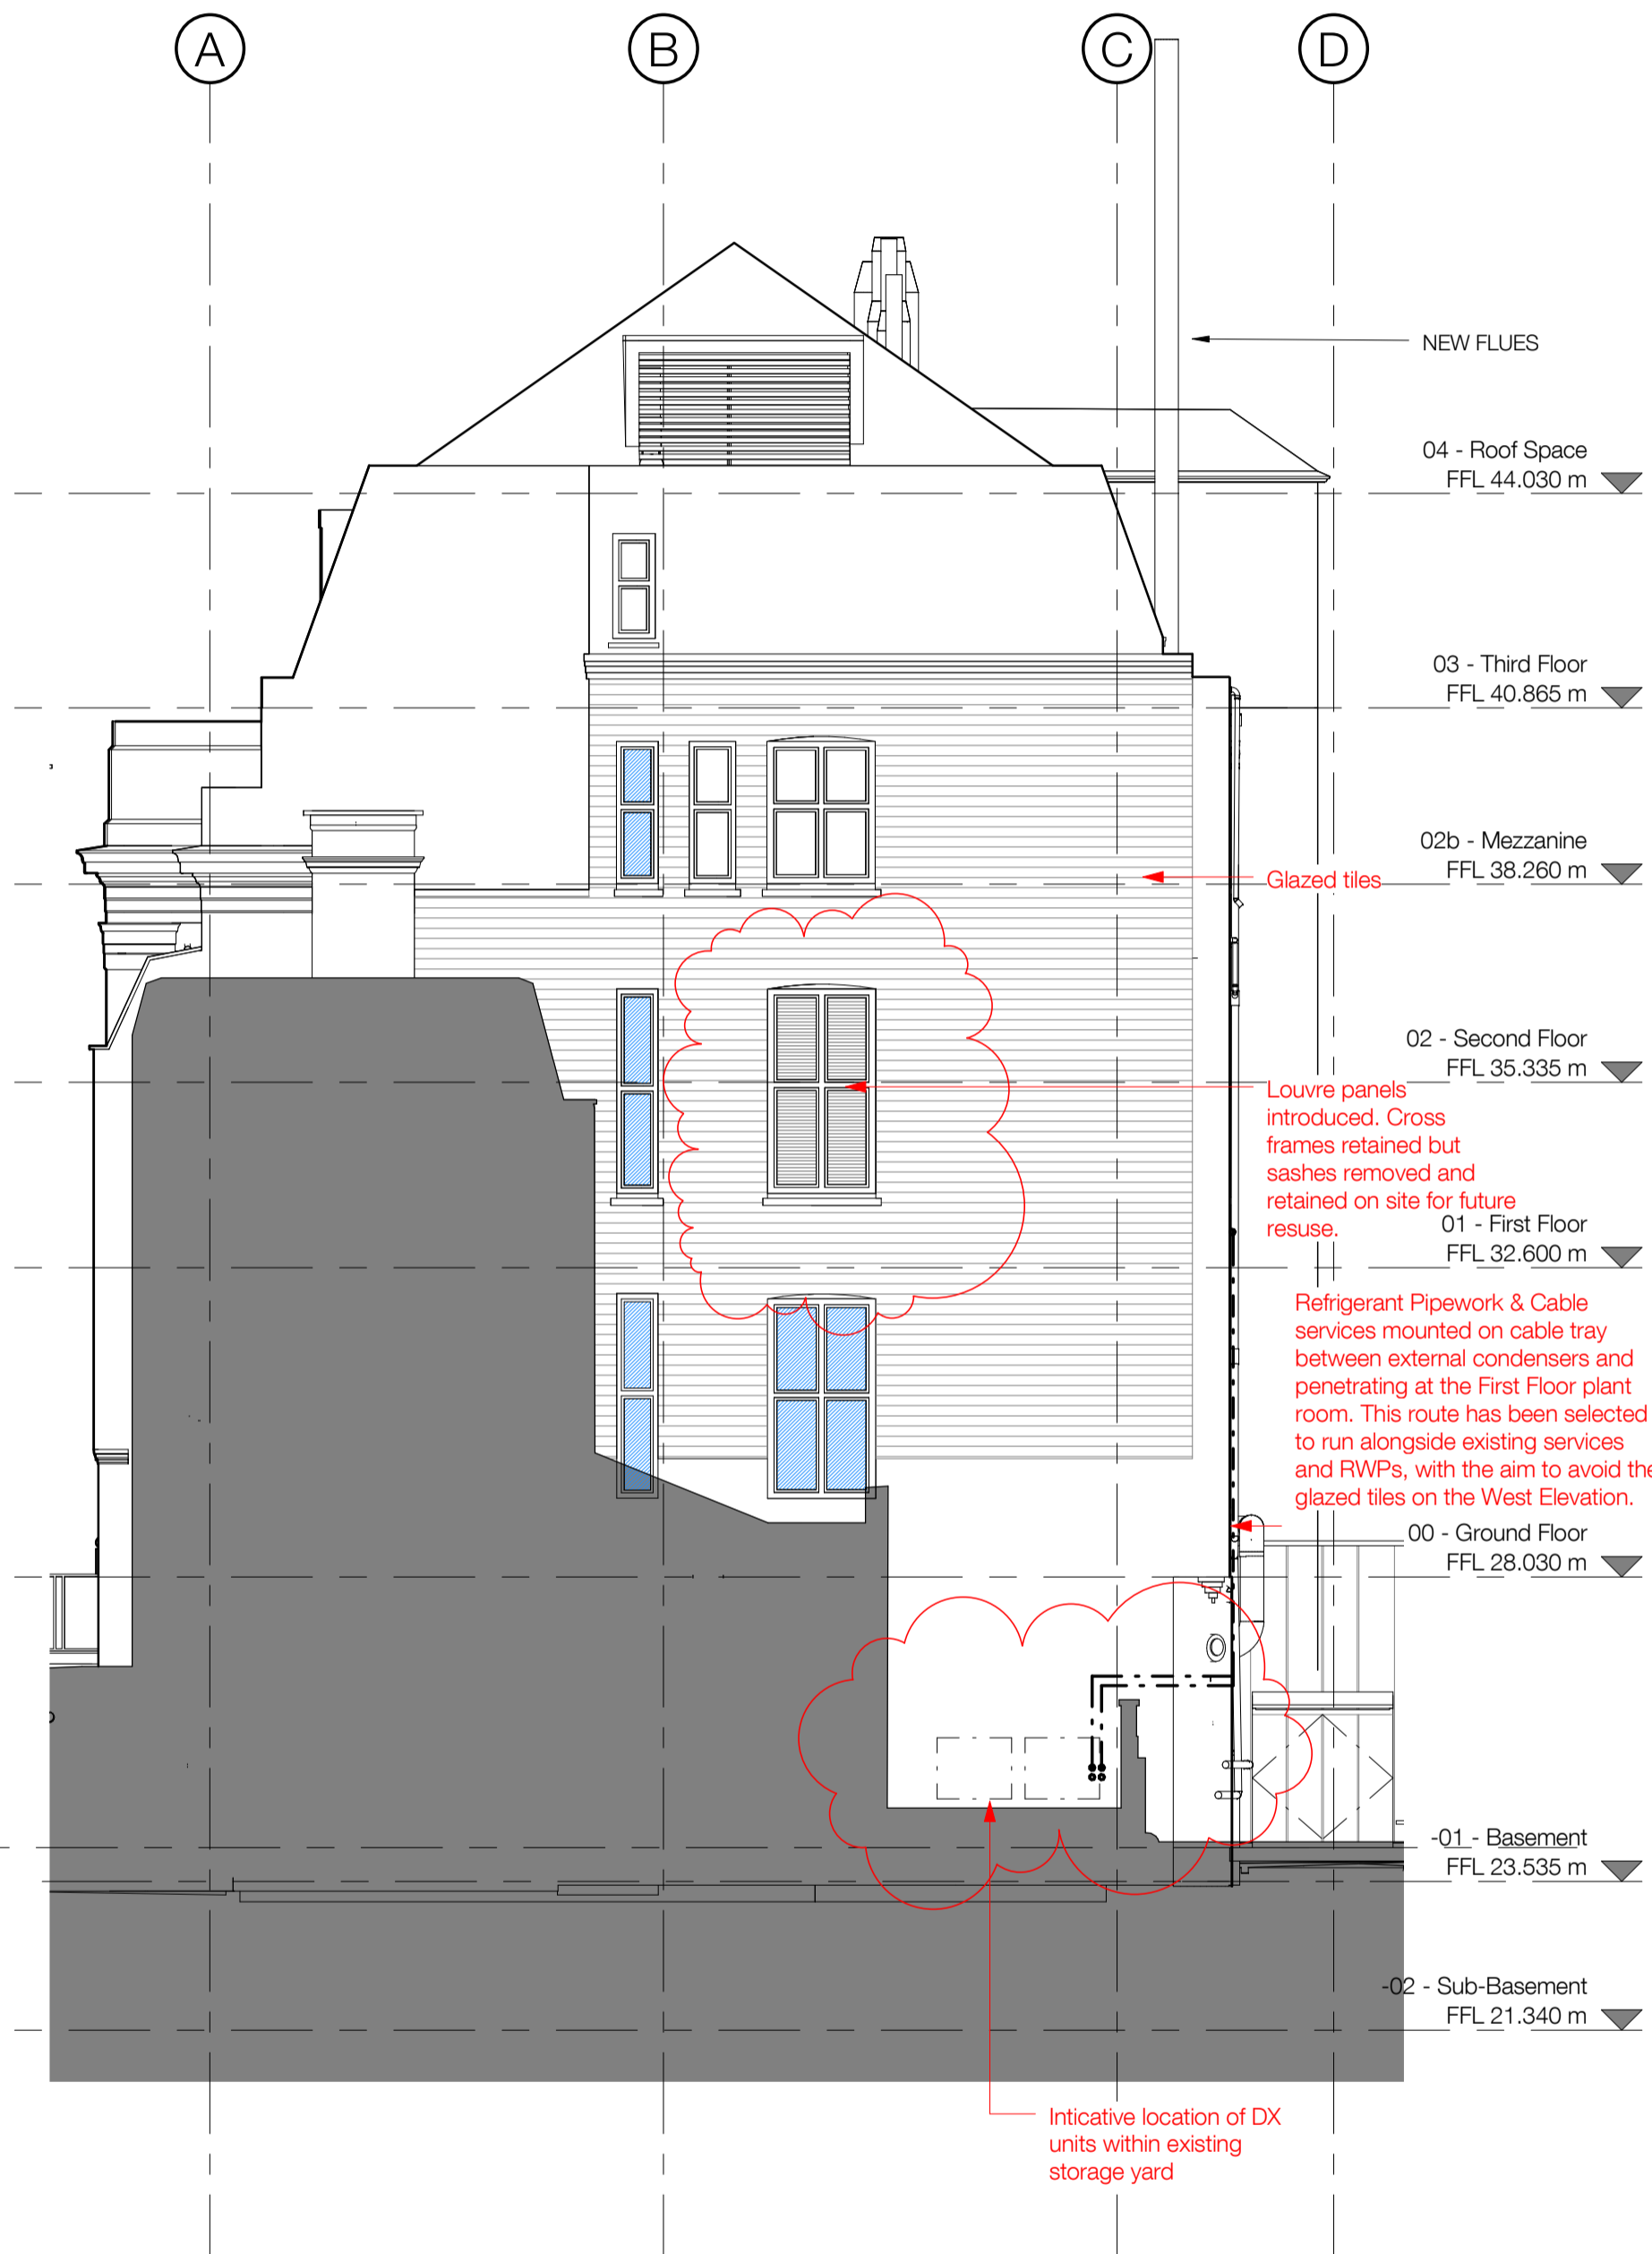 A
B
C
D
NEW FLUES
04 - Roof Space
FFL 44.030 m
03 - Third Floor
FFL 40.865 m
02b - Mezzanine
FFL 38.260 m
Glazed tiles
02 - Second Floor
FFL 35.335 m
Louvre panels
introduced. Cross
frames retained but
sashes removed and
retained on site for future
resuse.
01 - First Floor
FFL 32.600 m
Refrigerant Pipework & Cable
services mounted on cable tray
between external condensers and
penetrating at the First Floor plant
room. This route has been selected
to run alongside existing services
and RWPs, with the aim to avoid the
glazed tiles on the West Elevation.
00 - Ground Floor
FFL 28.030 m
-01 - Basement
FFL 23.535 m
-02 - Sub-Basement
FFL 21.340 m
Inticative location of DX
units within existing
storage yard